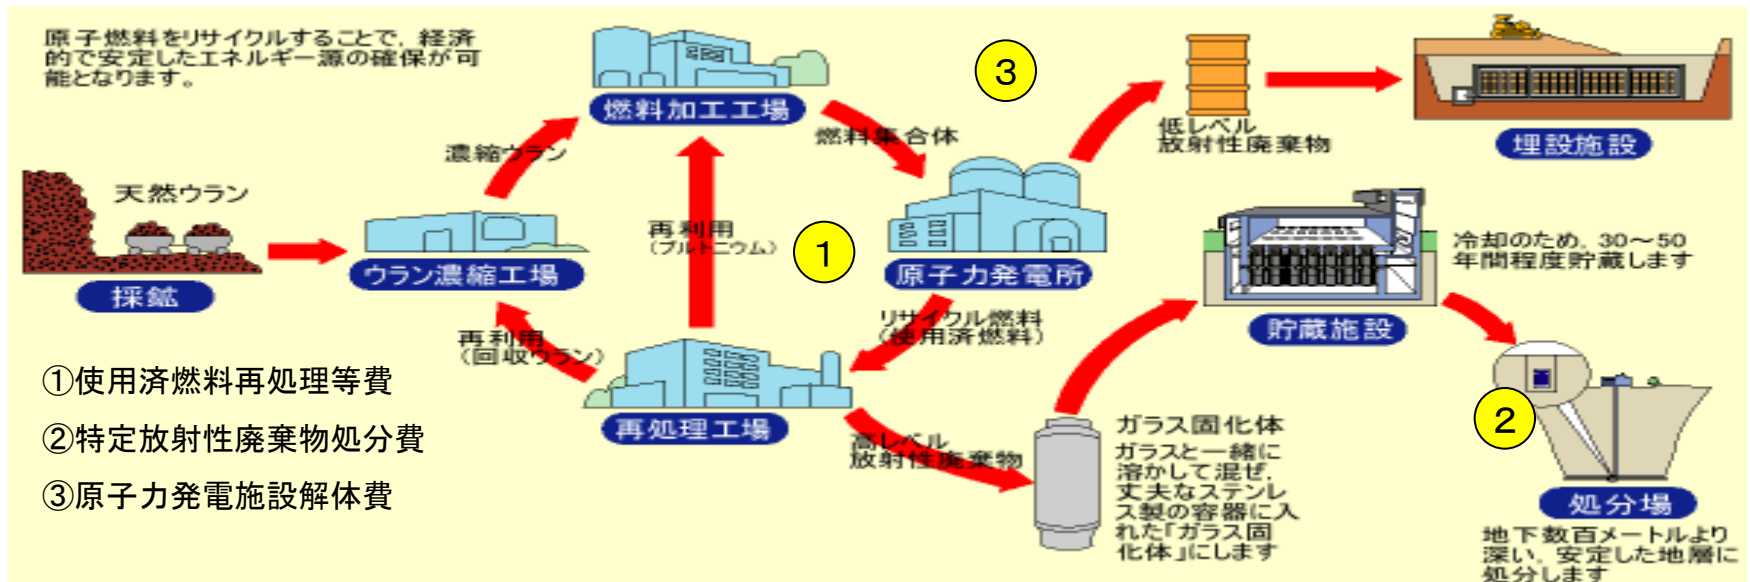 原子燃料をリサイクルすることで、経済
的で安定したエネルギー源の確保が可
能となります。
燃料加工工場
燃料集合体
濃縮ウラン
天然ウラン
採鉱
ウラン濃縮工場
再利用
(プルトニウム)
①
原子力発電所
③
低レベル
放射性廃棄物
埋設施設
冷却のため、30～50
年間程度貯蔵します
貯蔵施設
リサイクル燃料
(使用済燃料)
再利用
(回収ウラン)
再処理工場
高レベル
放射性廃棄物
ガラス固化体
ガラスと一緒に
溶かして混ぜ、
丈夫なステンレ
ス製の容器に入
れた「ガラス固
化体」にします
②
処分場
地下数百メートルより
深い、安定した地層に
処分します
①使用済燃料再処理等費
②特定放射性廃棄物処分費
③原子力発電施設解体費